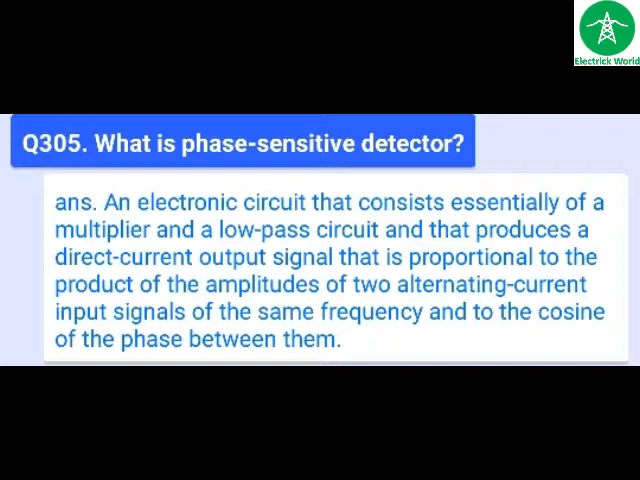 Electrick World
Q305. What is phase-sensitive detector?
ans. An electronic circuit that consists essentially of a
multiplier and a low-pass circuit and that produces a
direct-current output signal that is proportional to the
product of the amplitudes of two alternating-current
input signals of the same frequency and to the cosine
of the phase between them.